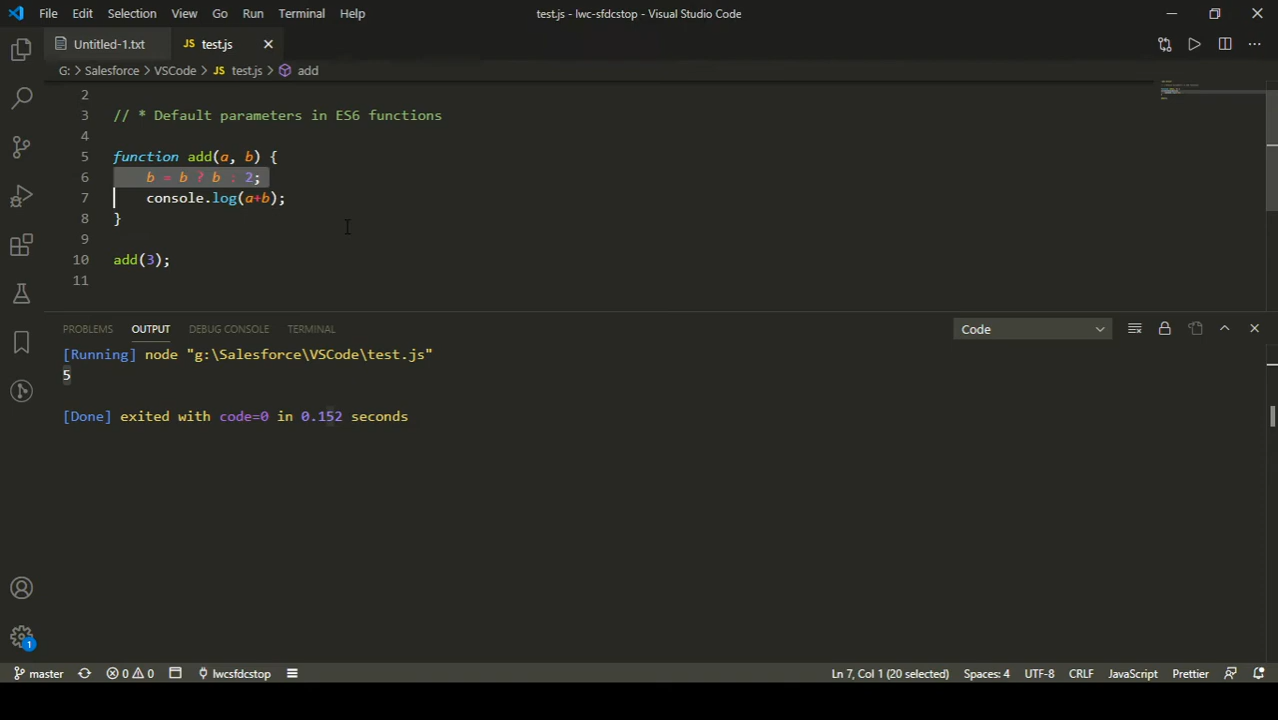 File Edit Selection View Go Run Terminal Help test.js - lwc-sfdcstop - Visual Studio Code
Untitled-1.txt JS test.js
G: > Salesforce > VSCode > JS test.js > add
2
3 // * Default parameters in ES6 functions
4
5 function add(a, b) {
6 b = b ? b : 2;
7 console.log(a+b);
8 }
9
10 add(3);
11
PROBLEMS OUTPUT DEBUG CONSOLE TERMINAL Code
[Running] node "g:\Salesforce\VSCode\test.js"
5
[Done] exited with code=0 in 0.152 seconds
1
master 0 0 lwcsfdcstop Ln 7, Col 1 (20 selected) Spaces: 4 UTF-8 CRLF JavaScript Prettier